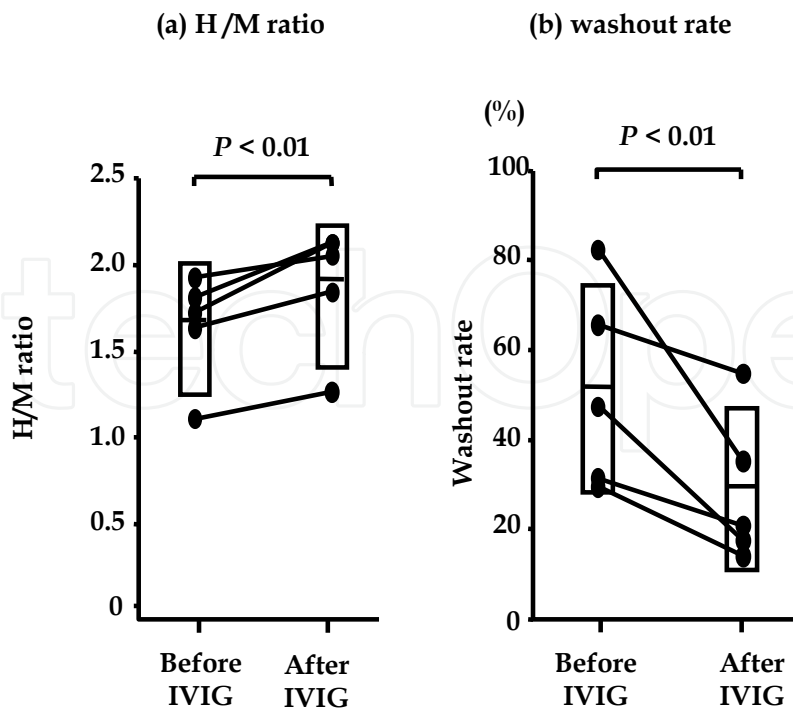 (a) H/M ratio
(b) washout rate
(%)
P < 0.01
P < 0.01
2.5
2.0
1.5
1.0
0.5
0
H/M ratio
Before IVIG
After IVIG
100
80
60
40
20
0
Washout rate
Before IVIG
After IVIG
techOpe